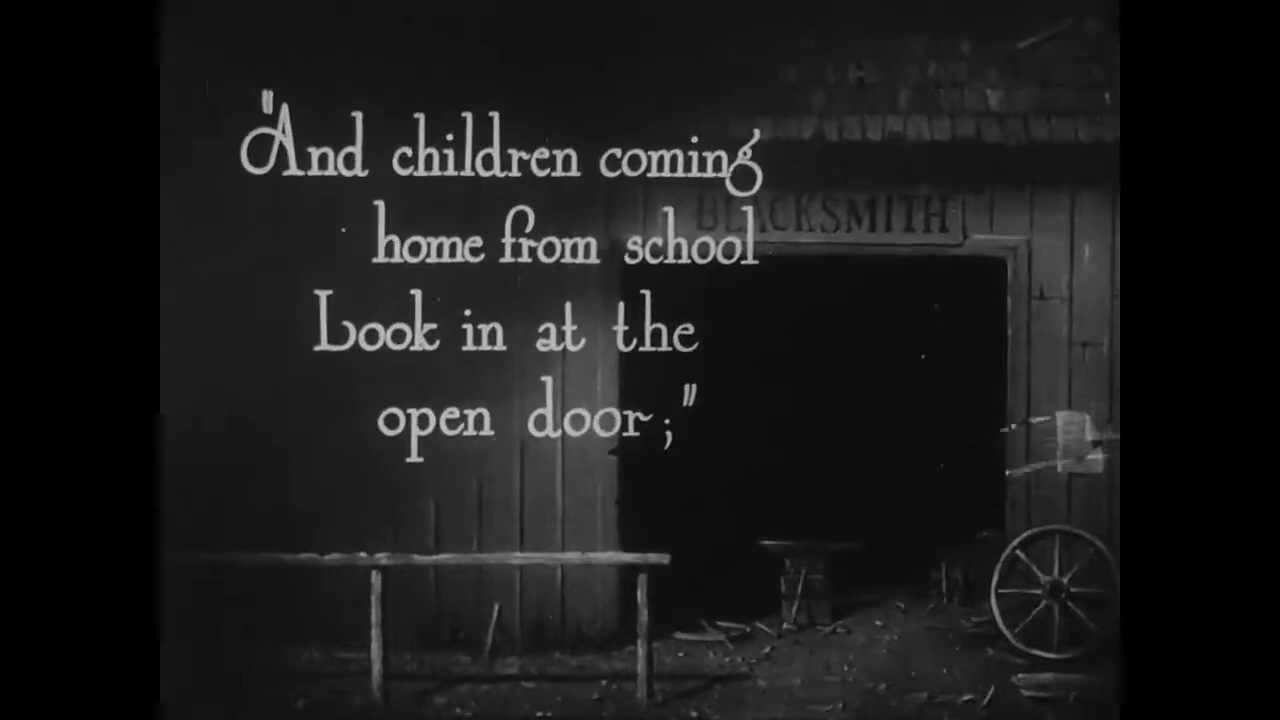 "And children coming
home from school
BLACKSMITH
Look in at the
open door;"